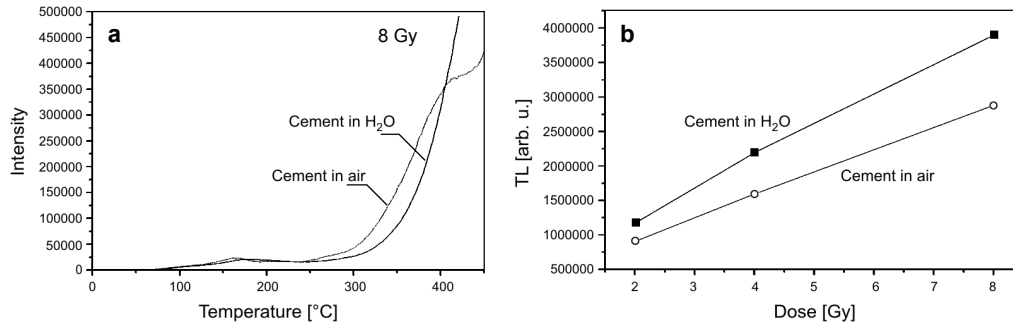 a
8 Gy
500000
450000
400000
350000
300000
250000
200000
150000
100000
50000
0
Intensity
Cement in H₂O
Cement in air
0
100
200
300
400
Temperature [°C]
b
4000000
3500000
3000000
2500000
2000000
1500000
1000000
500000
TL [arb. u.]
Cement in H₂O
Cement in air
2
3
4
5
6
7
8
Dose [Gy]